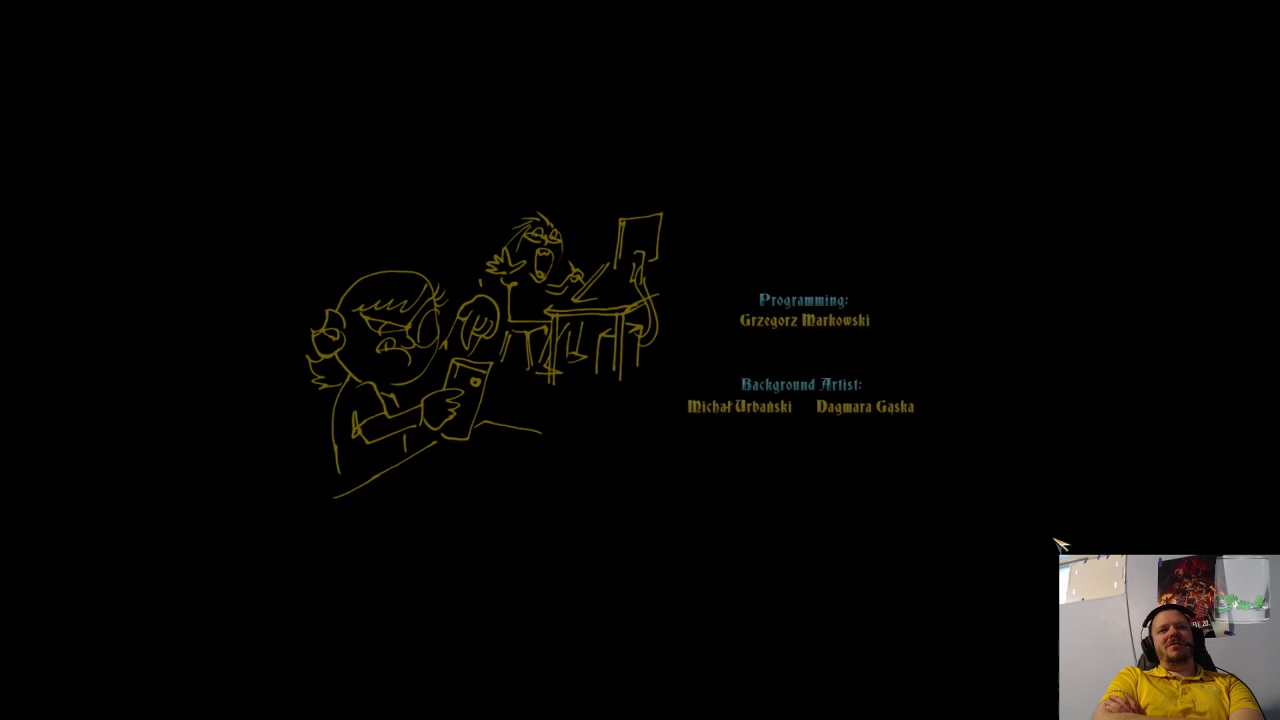 Programming:
Grzegorz Markowski
Background Artist:
Michał Urbański Dagmara Gąska